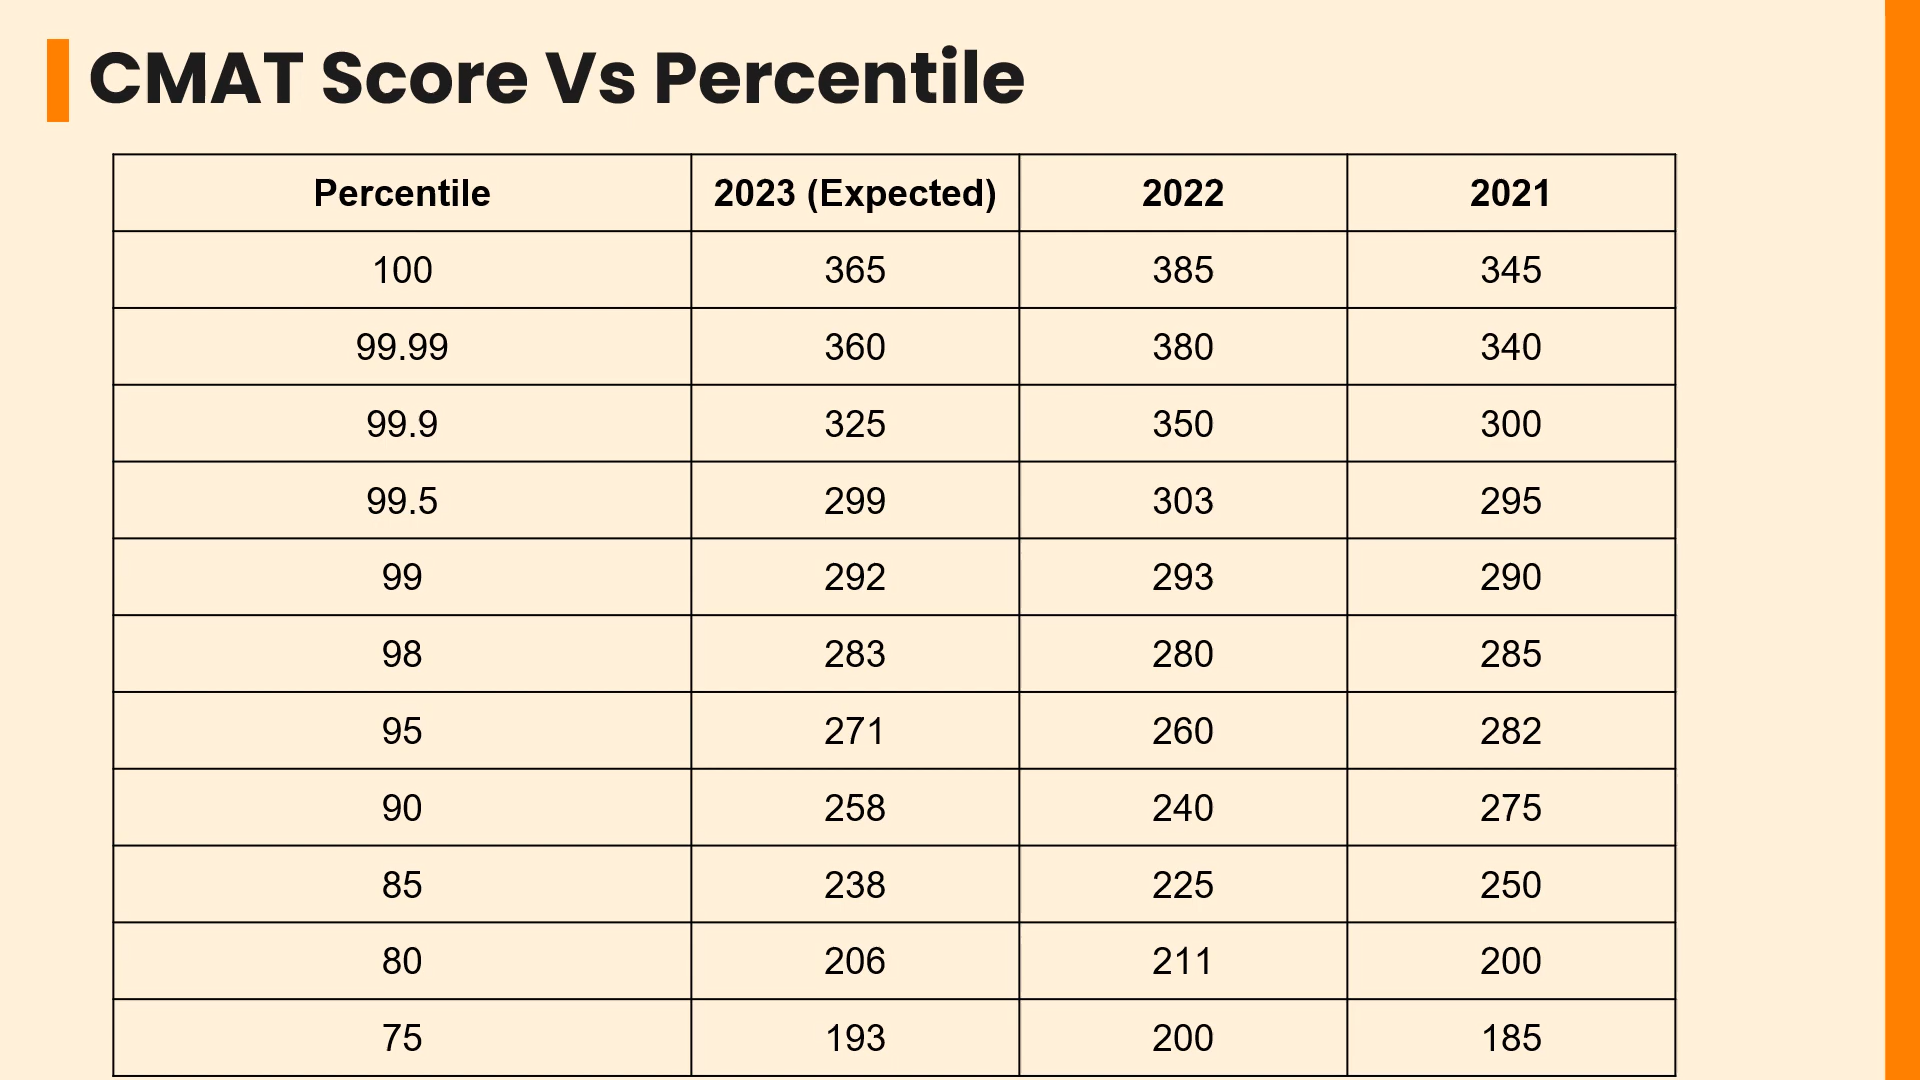 CMAT Score Vs Percentile
Percentile 2023 (Expected) 2022 2021
100 365 385 345
99.99 360 380 340
99.9 325 350 300
99.5 299 303 295
99 292 293 290
98 283 280 285
95 271 260 282
90 258 240 275
85 238 225 250
80 206 211 200
75 193 200 185